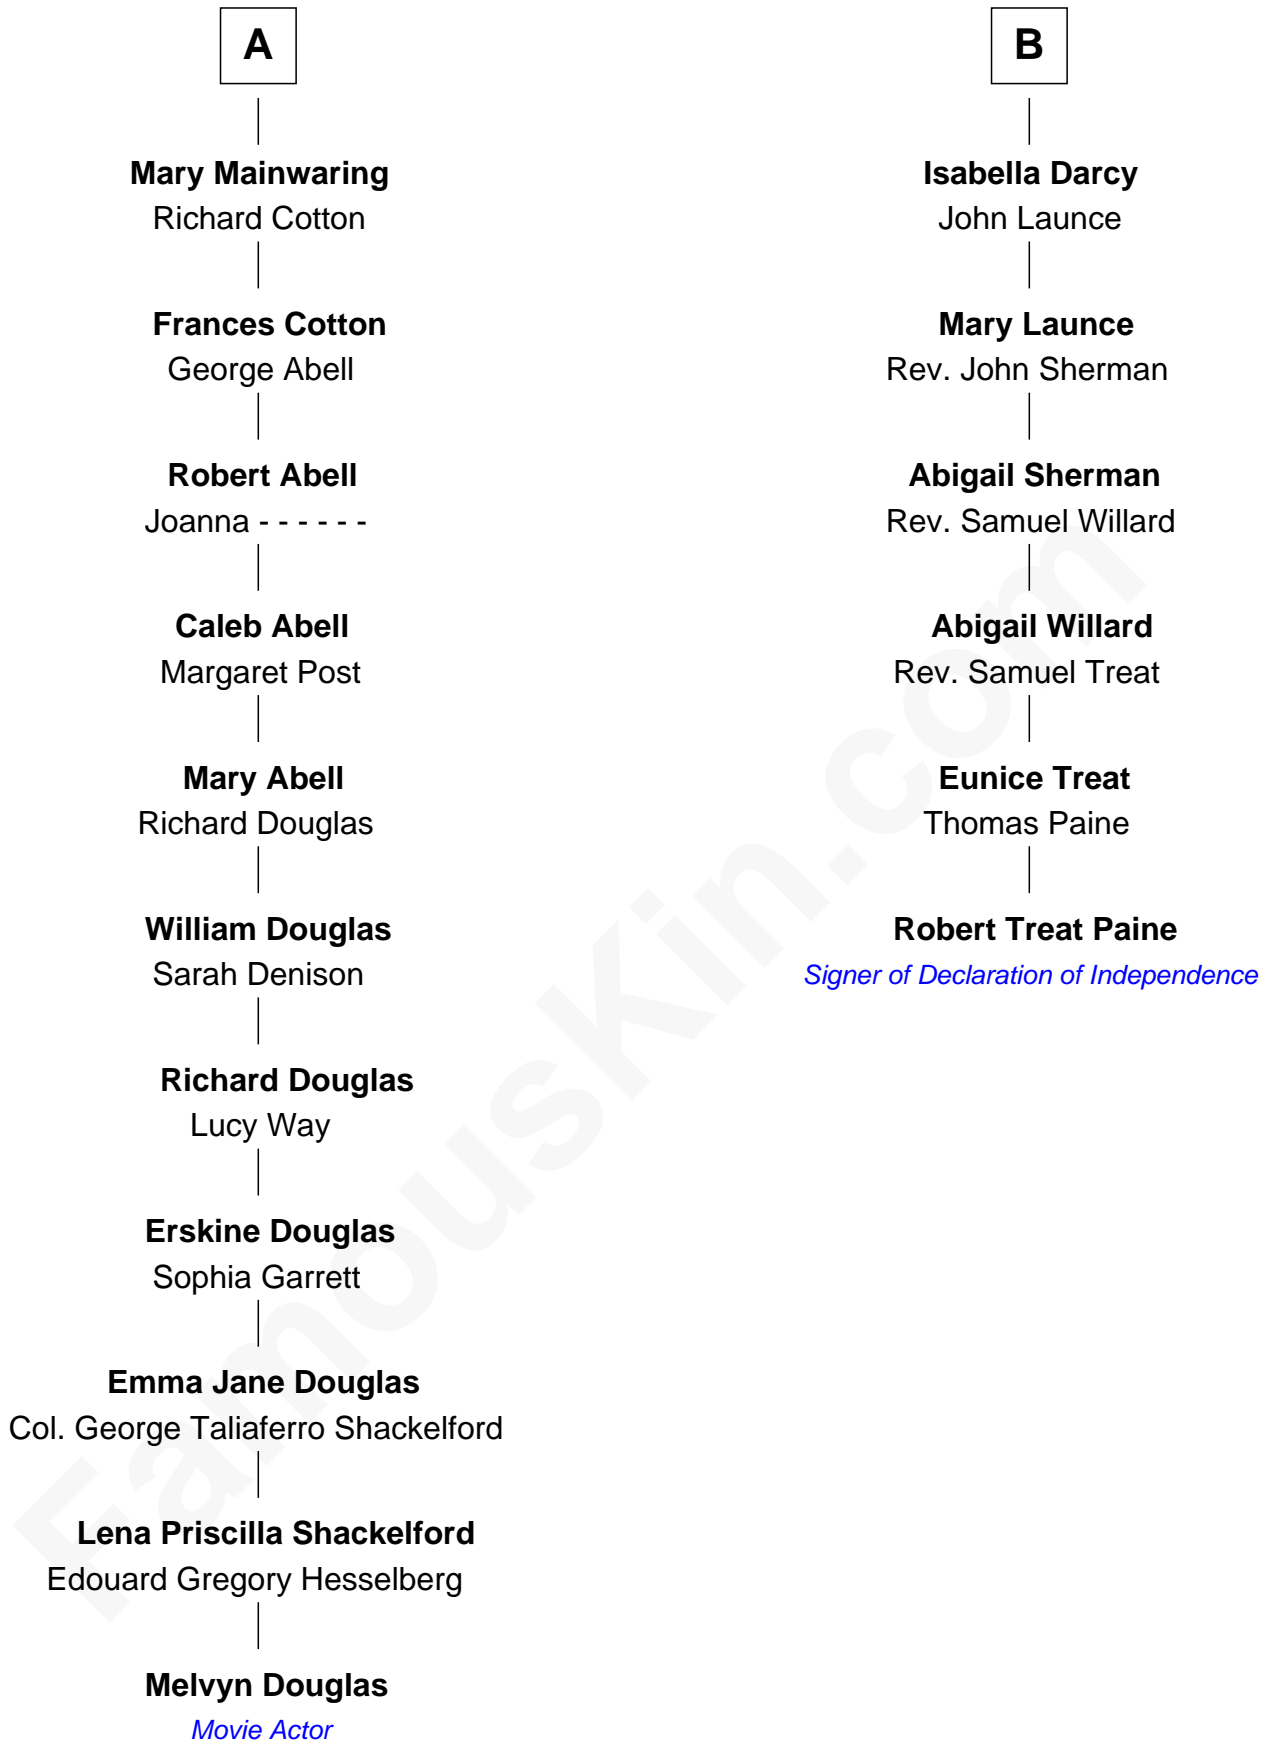 A
Mary Mainwaring
Richard Cotton
Frances Cotton
George Abell
Robert Abell
Joanna - - - - - -
Caleb Abell
Margaret Post
Mary Abell
Richard Douglas
William Douglas
Sarah Denison
Richard Douglas
Lucy Way
Erskine Douglas
Sophia Garrett
Emma Jane Douglas
Col. George Taliaferro Shackelford
Lena Priscilla Shackelford
Edouard Gregory Hesselberg
Melvyn Douglas
Movie Actor
B
Isabella Darcy
John Launce
Mary Launce
Rev. John Sherman
Abigail Sherman
Rev. Samuel Willard
Abigail Willard
Rev. Samuel Treat
Eunice Treat
Thomas Paine
Robert Treat Paine
Signer of Declaration of Independence
FamousKin.com